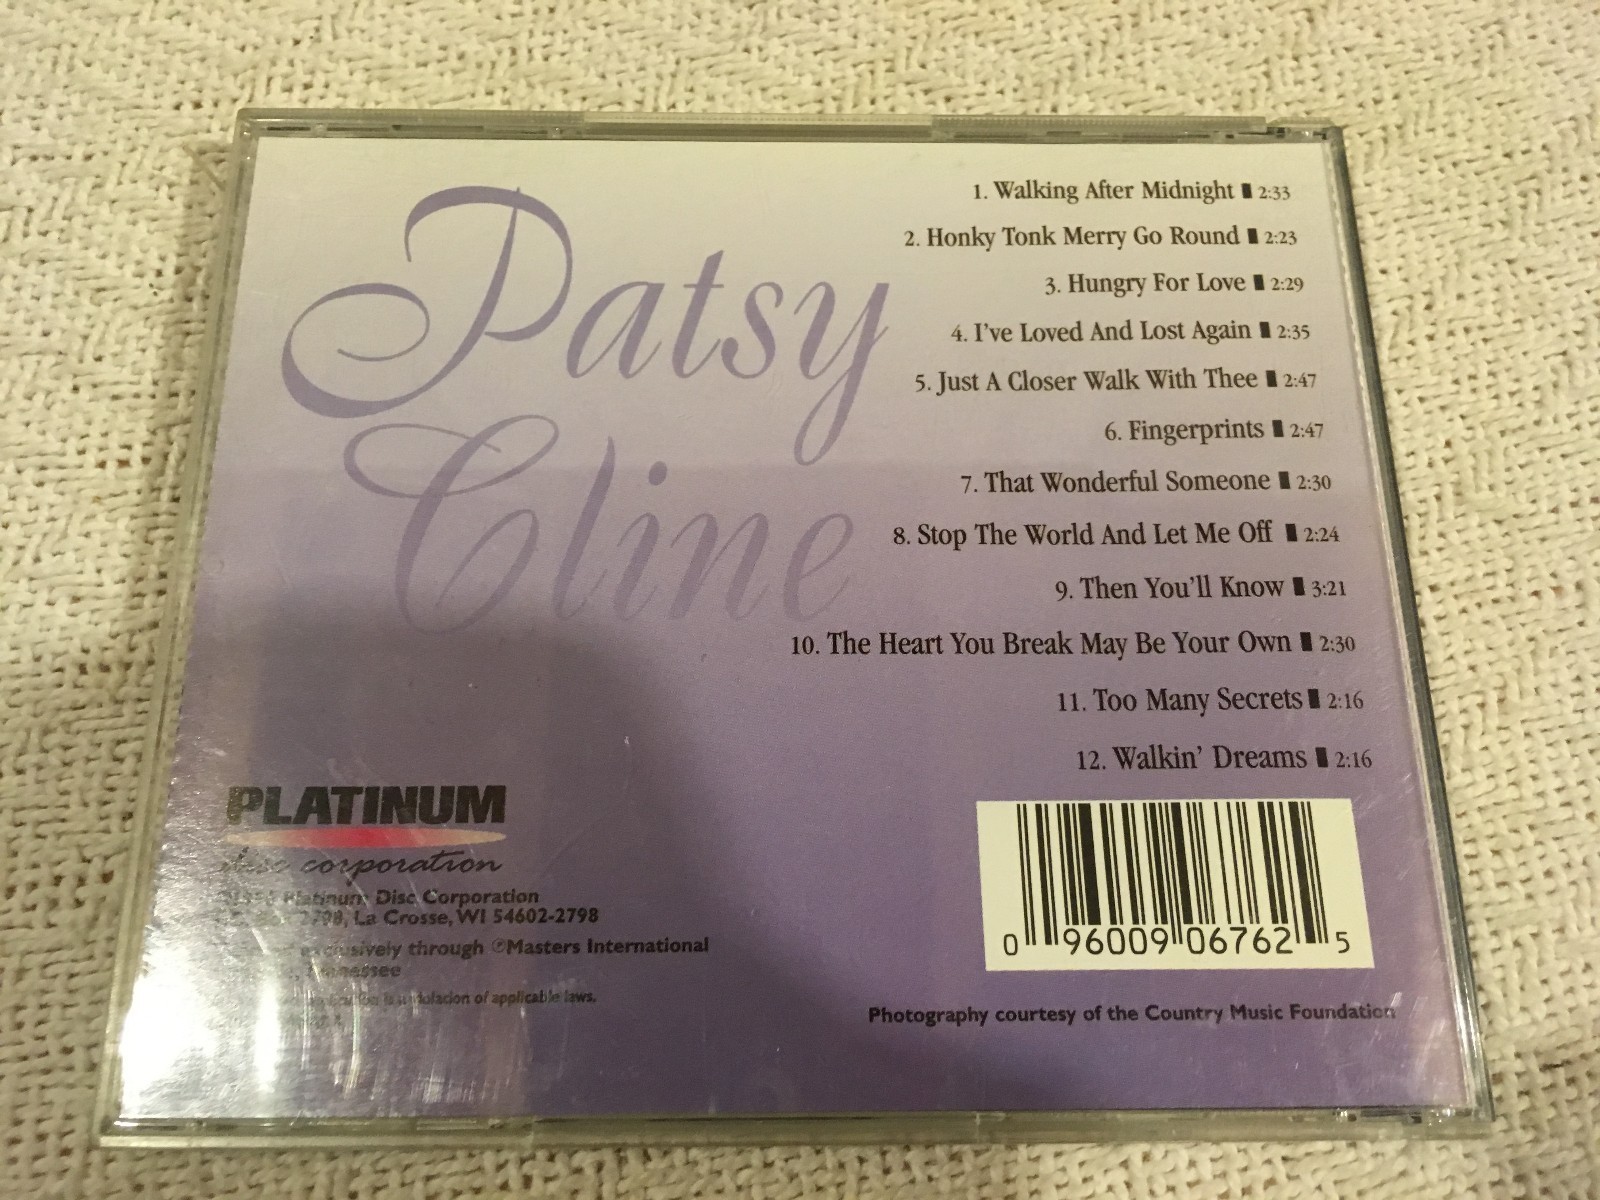 Patsy
Cline
1. Walking After Midnight 2:33
2. Honky Tonk Merry Go Round 2:23
3. Hungry For Love 2:29
4. I've Loved And Lost Again 2:35
5. Just A Closer Walk With Thee 2:47
6. Fingerprints 2:47
7. That Wonderful Someone 2:30
8. Stop The World And Let Me Off 2:24
9. Then You'll Know 3:21
10. The Heart You Break May Be Your Own 2:30
11. Too Many Secrets 2:16
12. Walkin' Dreams 2:16
PLATINUM
disc corporation
Platinum Disc Corporation
2798, La Crosse, WI 54602-2798
exclusively through ℗Masters International
Tennessee
is a violation of applicable laws.
0 96009 06762 5
Photography courtesy of the Country Music Foundation